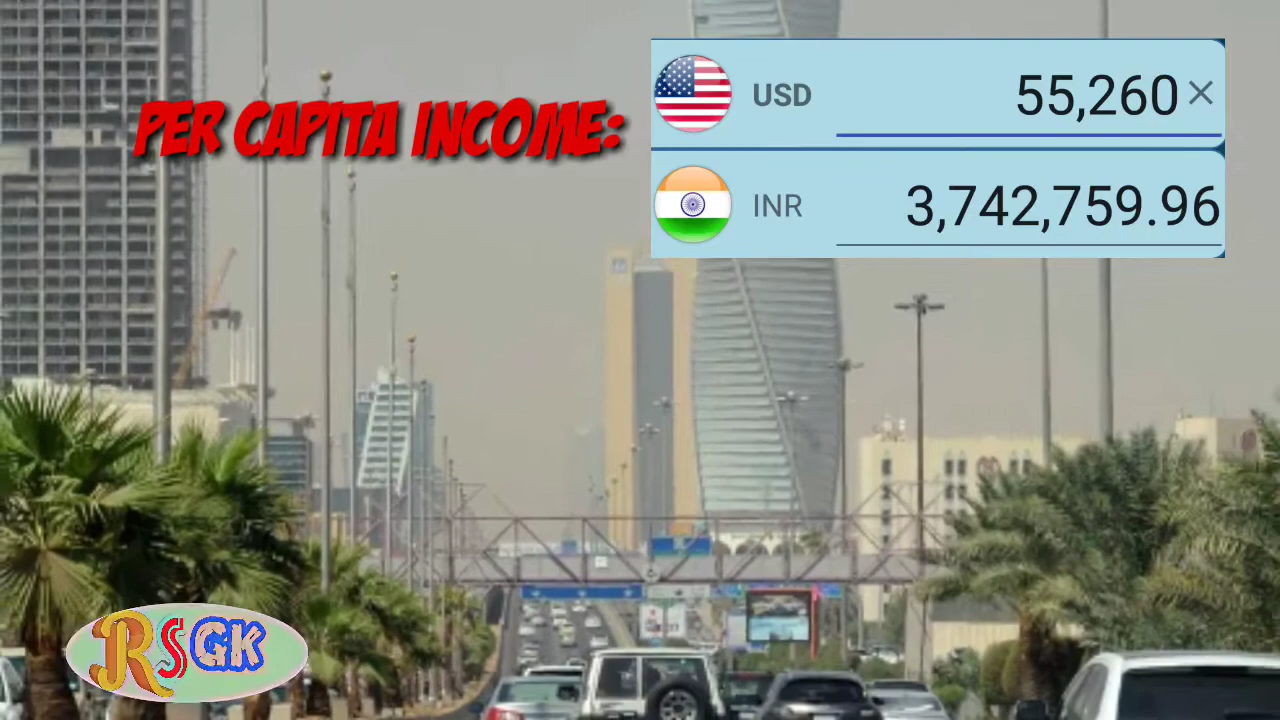 PER CAPITA INCOME:
USD 55,260 ×
INR 3,742,759.96
RSGK